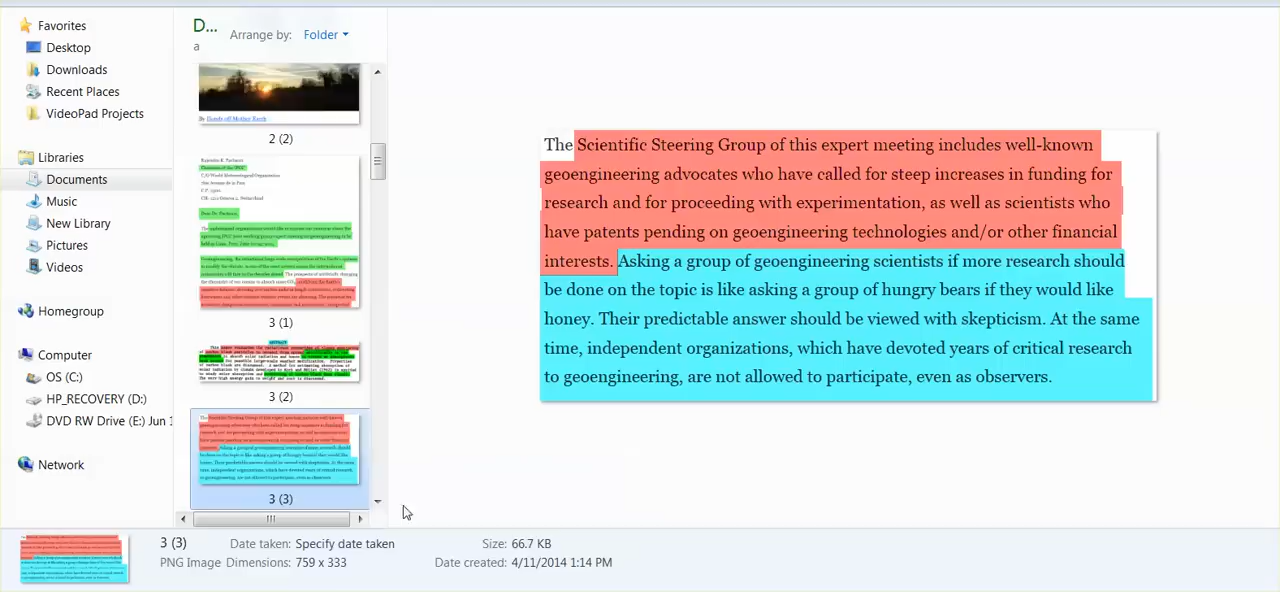 Favorites
Desktop
Downloads
Recent Places
VideoPad Projects
Libraries
Documents
Music
New Library
Pictures
Videos
Homegroup
Computer
OS (C:)
HP_RECOVERY (D:)
DVD RW Drive (E:) Jun 1
Network
D...
a
Arrange by: Folder
By Hands off Mother Earth
2 (2)
3 (1)
ABSTRACT
3 (2)
3 (3)
The Scientific Steering Group of this expert meeting includes well-known
geoengineering advocates who have called for steep increases in funding for
research and for proceeding with experimentation, as well as scientists who
have patents pending on geoengineering technologies and/or other financial
interests. Asking a group of geoengineering scientists if more research should
be done on the topic is like asking a group of hungry bears if they would like
honey. Their predictable answer should be viewed with skepticism. At the same
time, independent organizations, which have devoted years of critical research
to geoengineering, are not allowed to participate, even as observers.
3 (3) Date taken: Specify date taken Size: 66.7 KB
PNG Image Dimensions: 759 x 333 Date created: 4/11/2014 1:14 PM